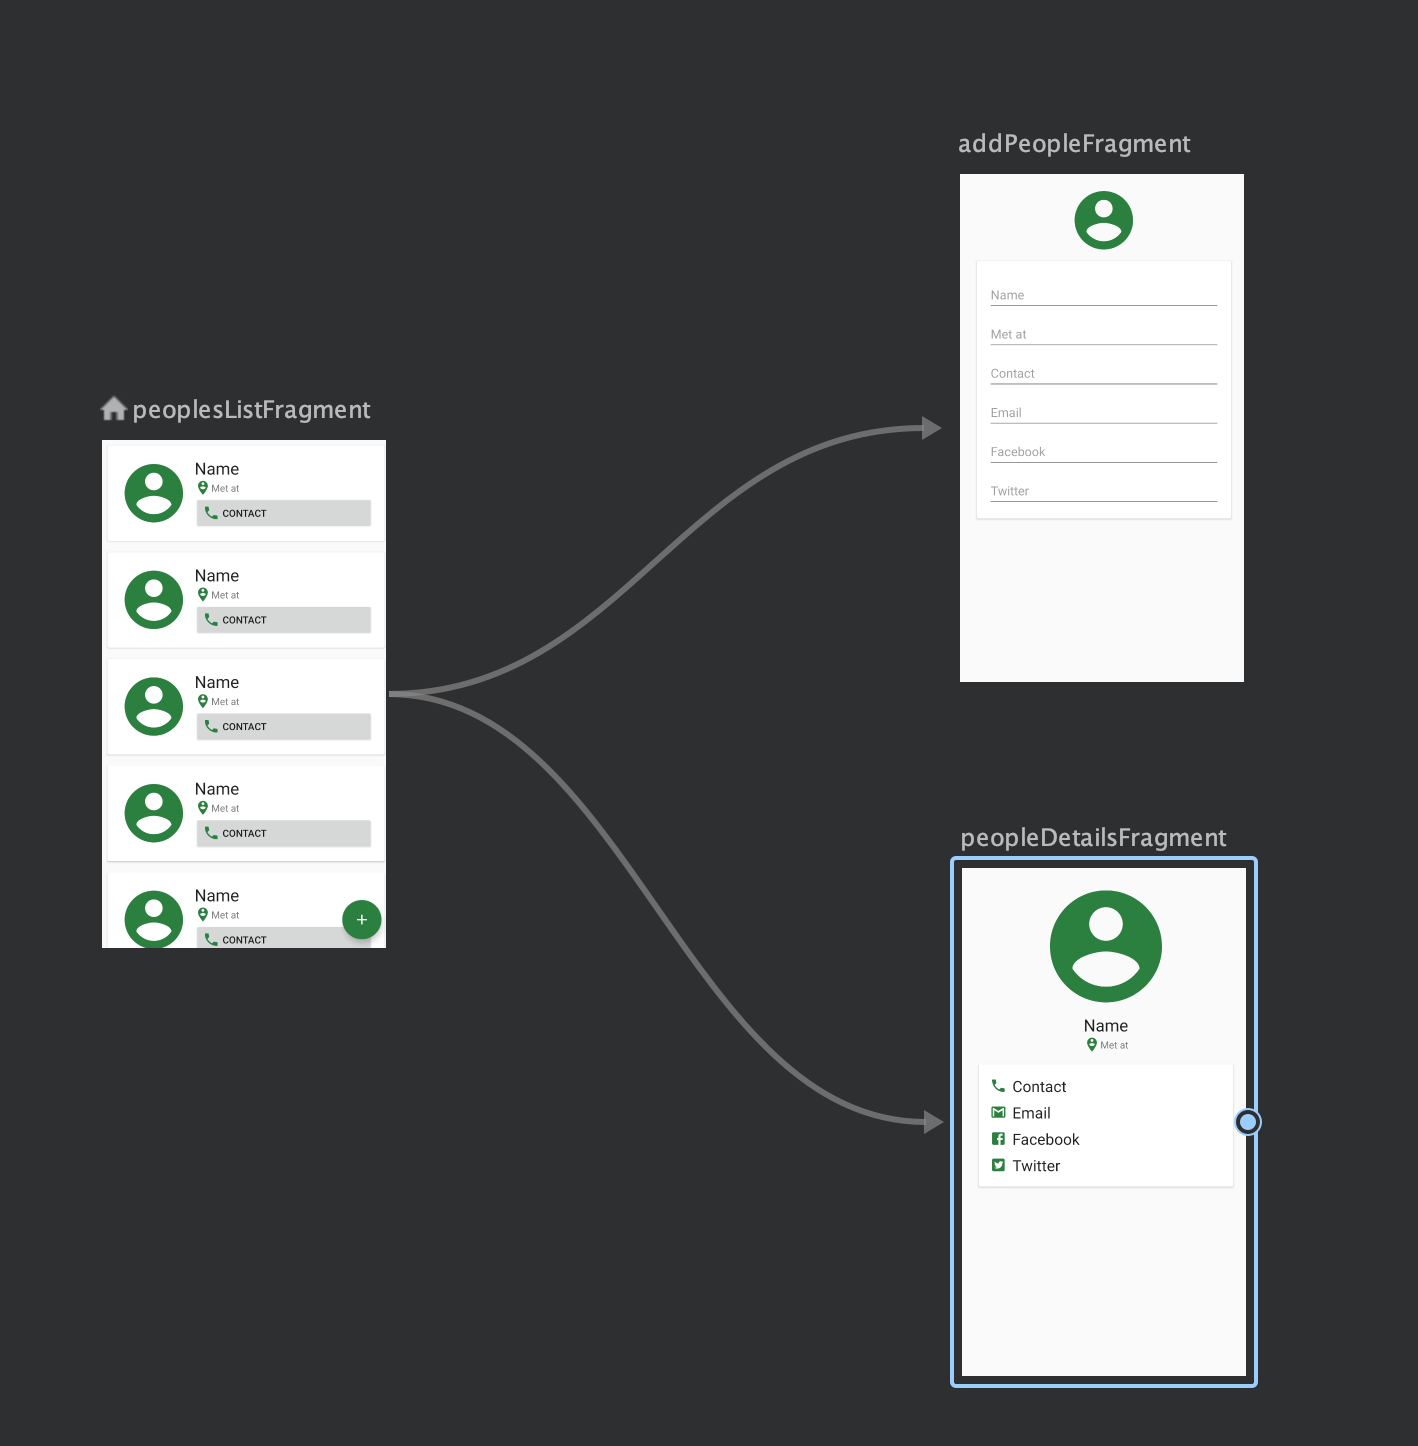 addPeopleFragment
Name
Met at
Contact
Email
Facebook
Twitter
peoplesListFragment
Name
Met at
CONTACT
Name
Met at
CONTACT
Name
Met at
CONTACT
Name
Met at
CONTACT
Name
Met at
CONTACT
+
peopleDetailsFragment
Name
Met at
Contact
Email
Facebook
Twitter